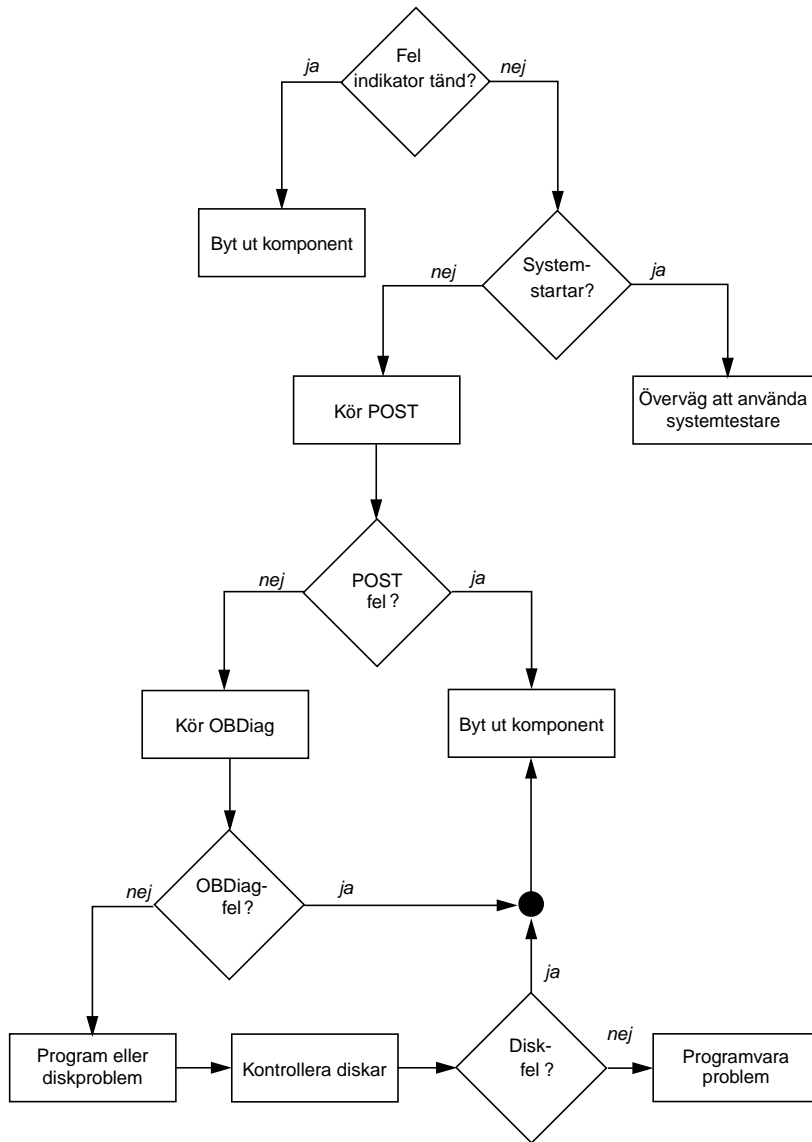 Fel
indikator tänd?
ja
nej
Byt ut komponent
System-
startar?
nej
ja
Kör POST
Överväg att använda
systemtestare
POST
fel ?
nej
ja
Kör OBDiag
Byt ut komponent
OBDiag-
fel ?
nej
ja
ja
Program eller
diskproblem
Kontrollera diskar
Disk-
fel ?
nej
Programvara
problem